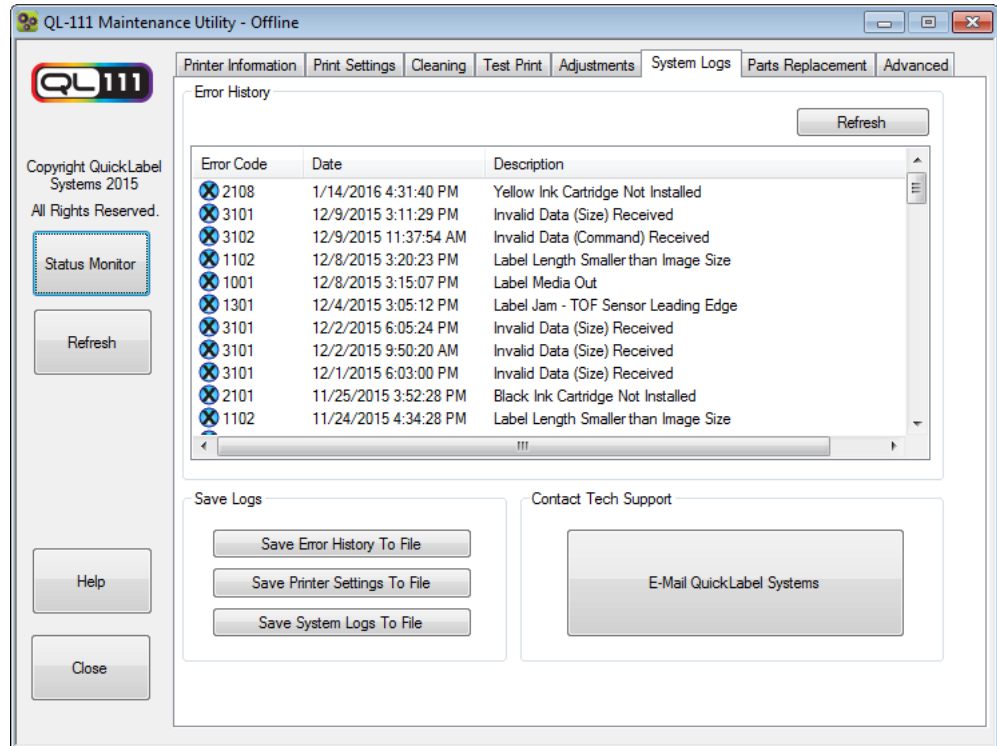 QL-111 Maintenance Utility - Offline
QL111
Copyright QuickLabel
Systems 2015
All Rights Reserved.
Status Monitor
Refresh
Help
Close
Printer Information Print Settings Cleaning Test Print Adjustments System Logs Parts Replacement Advanced
Error History
Refresh
Error Code Date Description
2108 1/14/2016 4:31:40 PM Yellow Ink Cartridge Not Installed
3101 12/9/2015 3:11:29 PM Invalid Data (Size) Received
3102 12/9/2015 11:37:54 AM Invalid Data (Command) Received
1102 12/8/2015 3:20:23 PM Label Length Smaller than Image Size
1001 12/8/2015 3:15:07 PM Label Media Out
1301 12/4/2015 3:05:12 PM Label Jam - TOF Sensor Leading Edge
3101 12/2/2015 6:05:24 PM Invalid Data (Size) Received
3101 12/2/2015 9:50:20 AM Invalid Data (Size) Received
3101 12/1/2015 6:03:00 PM Invalid Data (Size) Received
2101 11/25/2015 3:52:28 PM Black Ink Cartridge Not Installed
1102 11/24/2015 4:34:28 PM Label Length Smaller than Image Size
Save Logs
Save Error History To File
Save Printer Settings To File
Save System Logs To File
Contact Tech Support
E-Mail QuickLabel Systems